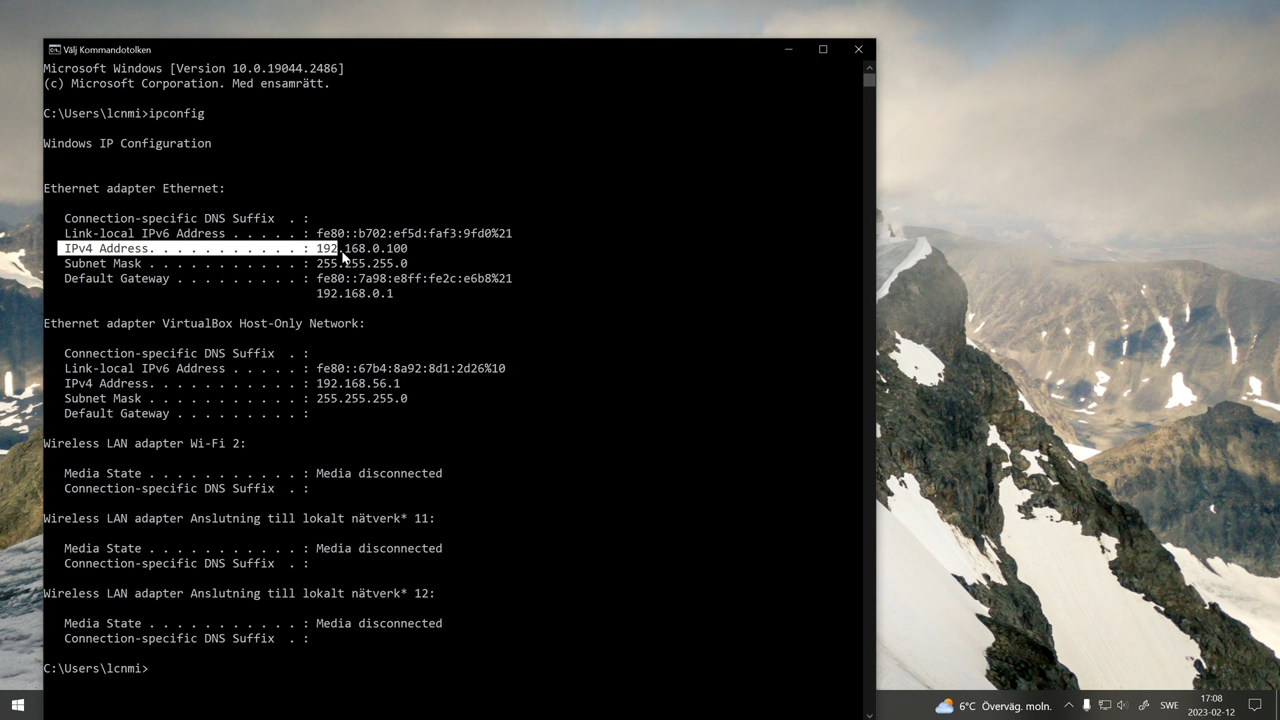 Välj Kommandotolken
Microsoft Windows [Version 10.0.19044.2486]
(c) Microsoft Corporation. Med ensamrätt.
C:\Users\lcnmi>ipconfig
Windows IP Configuration
Ethernet adapter Ethernet:
Connection-specific DNS Suffix . :
Link-local IPv6 Address . . . . . : fe80::b702:ef5d:faf3:9fd0%21
IPv4 Address. . . . . . . . . . . : 192.168.0.100
Subnet Mask . . . . . . . . . . . : 255.255.255.0
Default Gateway . . . . . . . . . : fe80::7a98:e8ff:fe2c:e6b8%21
192.168.0.1
Ethernet adapter VirtualBox Host-Only Network:
Connection-specific DNS Suffix . :
Link-local IPv6 Address . . . . . : fe80::67b4:8a92:8d1:2d26%10
IPv4 Address. . . . . . . . . . . : 192.168.56.1
Subnet Mask . . . . . . . . . . . : 255.255.255.0
Default Gateway . . . . . . . . . :
Wireless LAN adapter Wi-Fi 2:
Media State . . . . . . . . . . . : Media disconnected
Connection-specific DNS Suffix . :
Wireless LAN adapter Anslutning till lokalt nätverk* 11:
Media State . . . . . . . . . . . : Media disconnected
Connection-specific DNS Suffix . :
Wireless LAN adapter Anslutning till lokalt nätverk* 12:
Media State . . . . . . . . . . . : Media disconnected
Connection-specific DNS Suffix . :
C:\Users\lcnmi>
6°C Överväg. moln.
SWE
17:08
2023-02-12